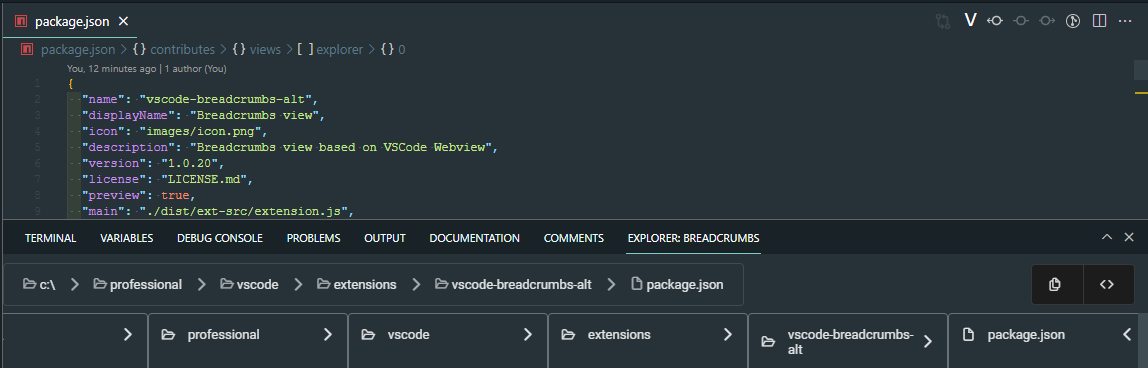 package.json
package.json > {} contributes > {} views > [ ] explorer > {} 0
You, 12 minutes ago | 1 author (You)
1 {
2 "name": "vscode-breadcrumbs-alt",
3 "displayName": "Breadcrumbs view",
4 "icon": "images/icon.png",
5 "description": "Breadcrumbs view based on VSCode Webview",
6 "version": "1.0.20",
7 "license": "LICENSE.md",
8 "preview": true,
9 "main": "./dist/ext-src/extension.js",
TERMINAL VARIABLES DEBUG CONSOLE PROBLEMS OUTPUT DOCUMENTATION COMMENTS EXPLORER: BREADCRUMBS
c:\ > professional > vscode > extensions > vscode-breadcrumbs-alt > package.json
professional vscode extensions vscode-breadcrumbs-
alt package.json